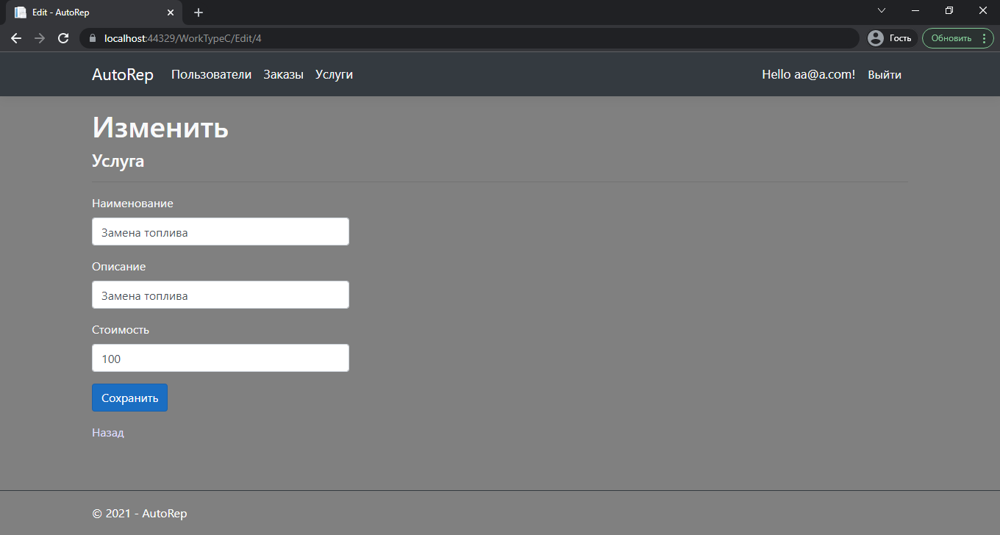 Edit - AutoRep
localhost:44329/WorkTypeC/Edit/4
Гость
Обновить
AutoRep Пользователи Заказы Услуги Hello aa@a.com! Выйти
Изменить
Услуга
Наименование
Замена топлива
Описание
Замена топлива
Стоимость
100
Сохранить
Назад
© 2021 - AutoRep